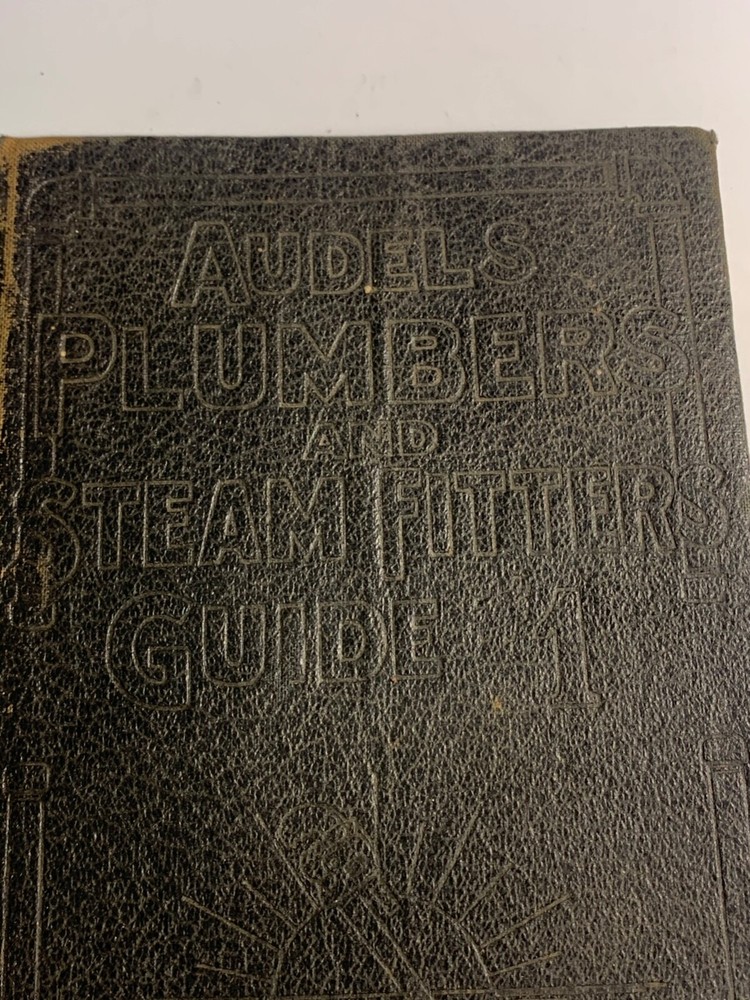 AUDELS
PLUMBERS
AND
STEAM FITTERS
GUIDE 1